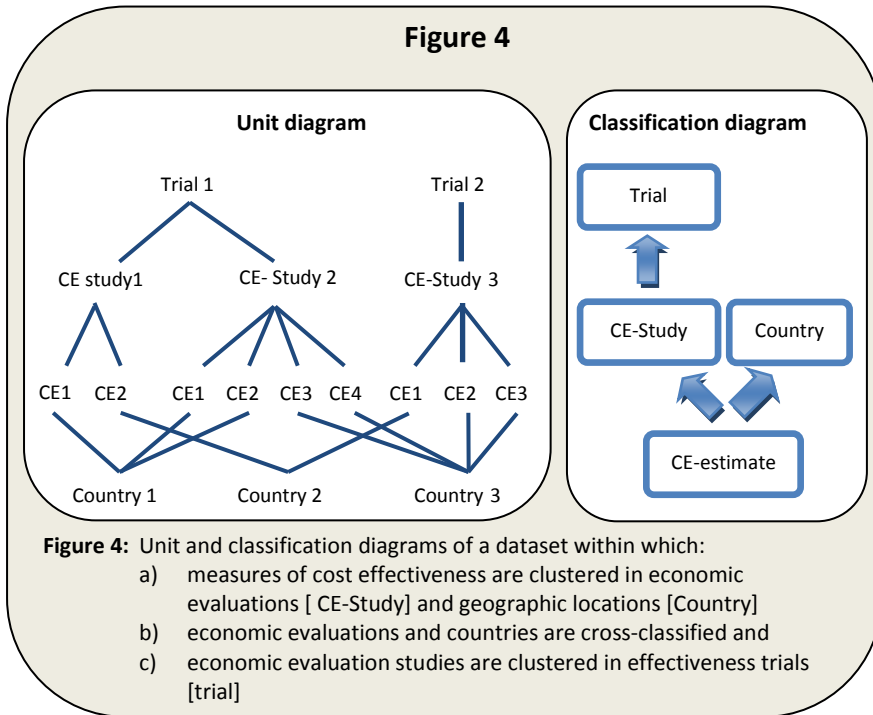 Figure 4
Unit diagram
Trial 1 Trial 2
CE study1 CE- Study 2 CE-Study 3
CE1 CE2 CE1 CE2 CE3 CE4 CE1 CE2 CE3
Country 1 Country 2 Country 3
Classification diagram
Trial
CE-Study Country
CE-estimate
Figure 4: Unit and classification diagrams of a dataset within which:
a) measures of cost effectiveness are clustered in economic
evaluations [ CE-Study] and geographic locations [Country]
b) economic evaluations and countries are cross-classified and
c) economic evaluation studies are clustered in effectiveness trials
[trial]